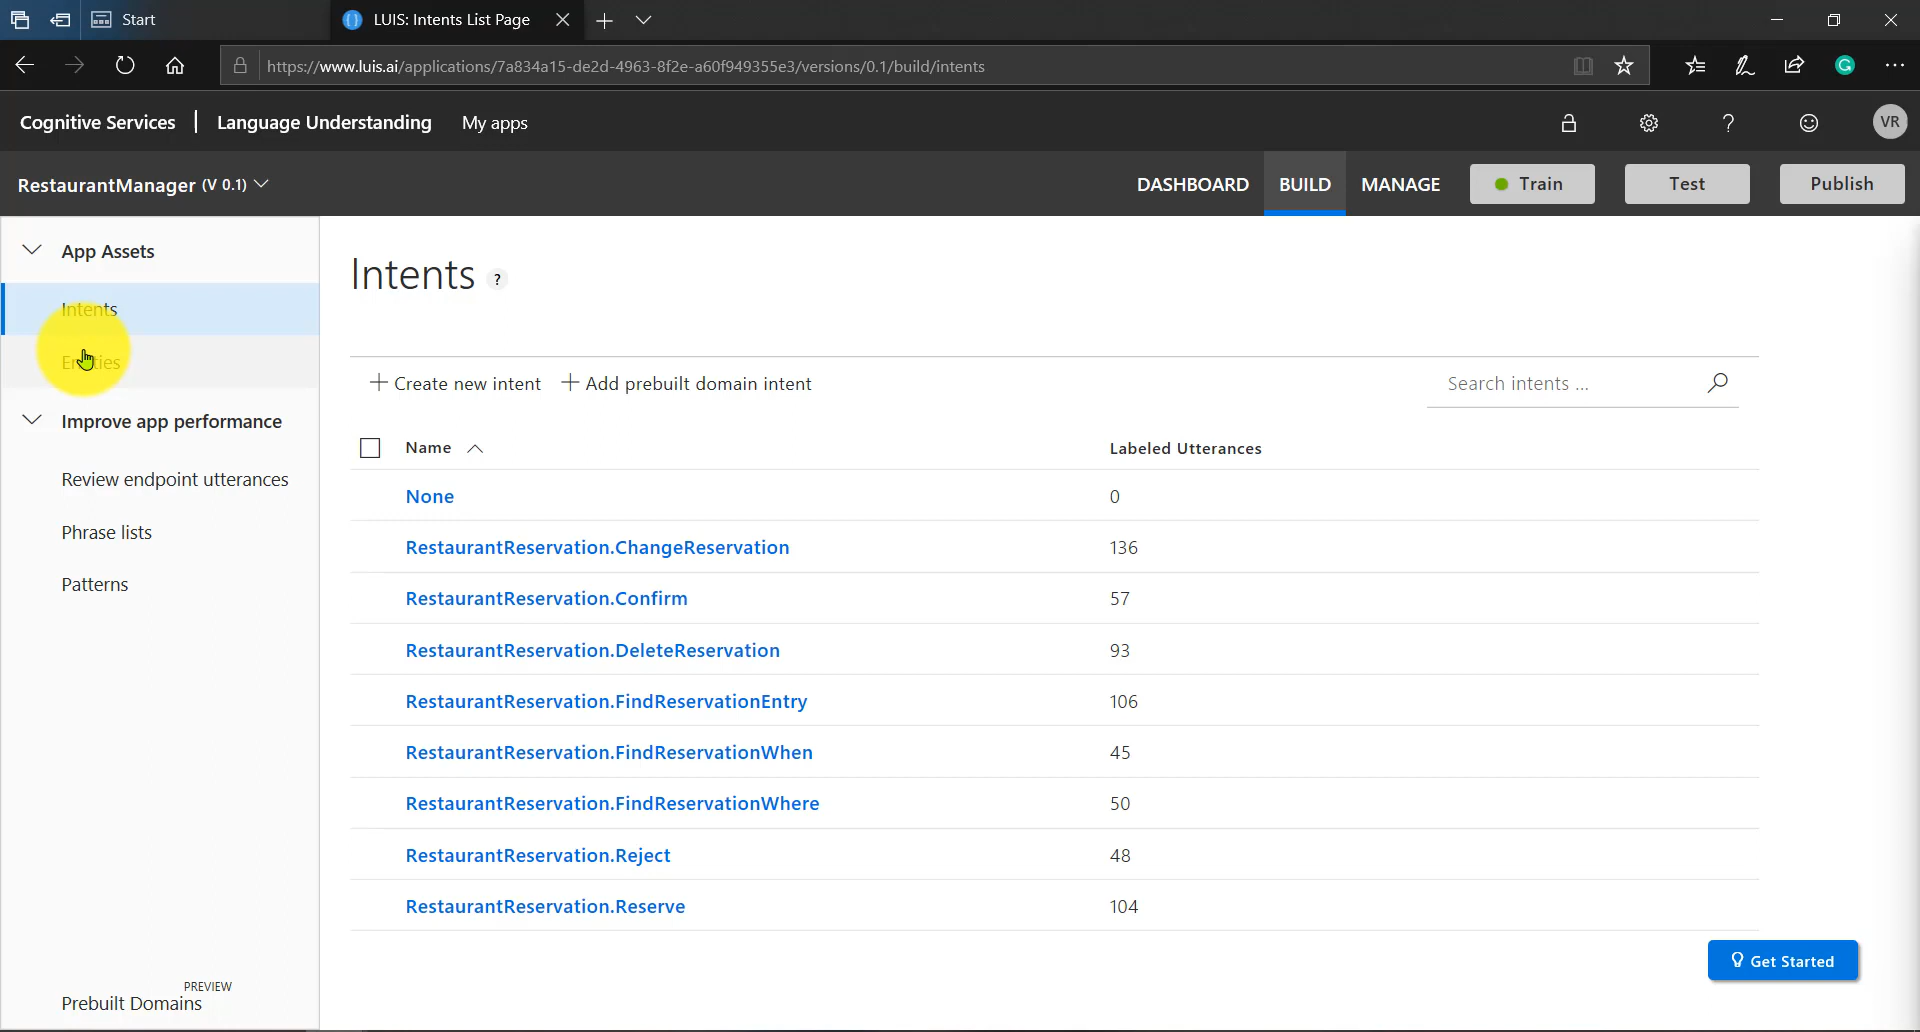 Start
LUIS: Intents List Page
https://www.luis.ai/applications/7a834a15-de2d-4963-8f2e-a60f949355e3/versions/0.1/build/intents
Cognitive Services | Language Understanding My apps
VR
RestaurantManager (V 0.1)
DASHBOARD BUILD MANAGE Train Test Publish
App Assets
Intents
Entities
Improve app performance
Review endpoint utterances
Phrase lists
Patterns
PREVIEW
Prebuilt Domains
Intents ?
+ Create new intent + Add prebuilt domain intent Search intents ...
Name Labeled Utterances
None 0
RestaurantReservation.ChangeReservation 136
RestaurantReservation.Confirm 57
RestaurantReservation.DeleteReservation 93
RestaurantReservation.FindReservationEntry 106
RestaurantReservation.FindReservationWhen 45
RestaurantReservation.FindReservationWhere 50
RestaurantReservation.Reject 48
RestaurantReservation.Reserve 104
Get Started